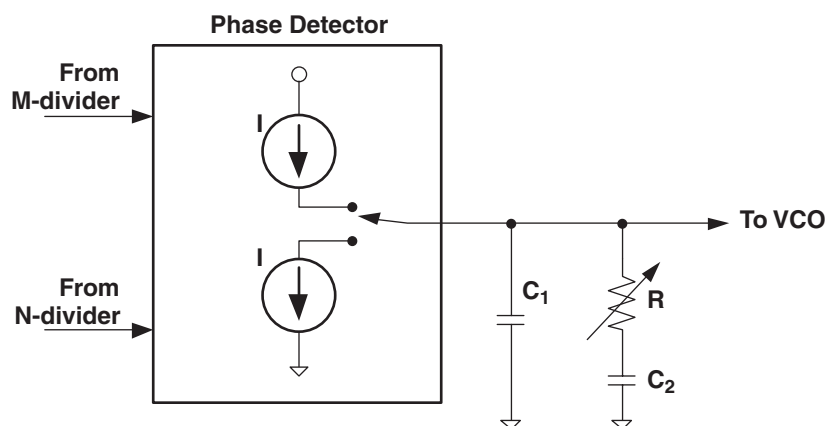 Phase Detector
From
M-divider
I
To VCO
I
From
N-divider
C1
R
C2